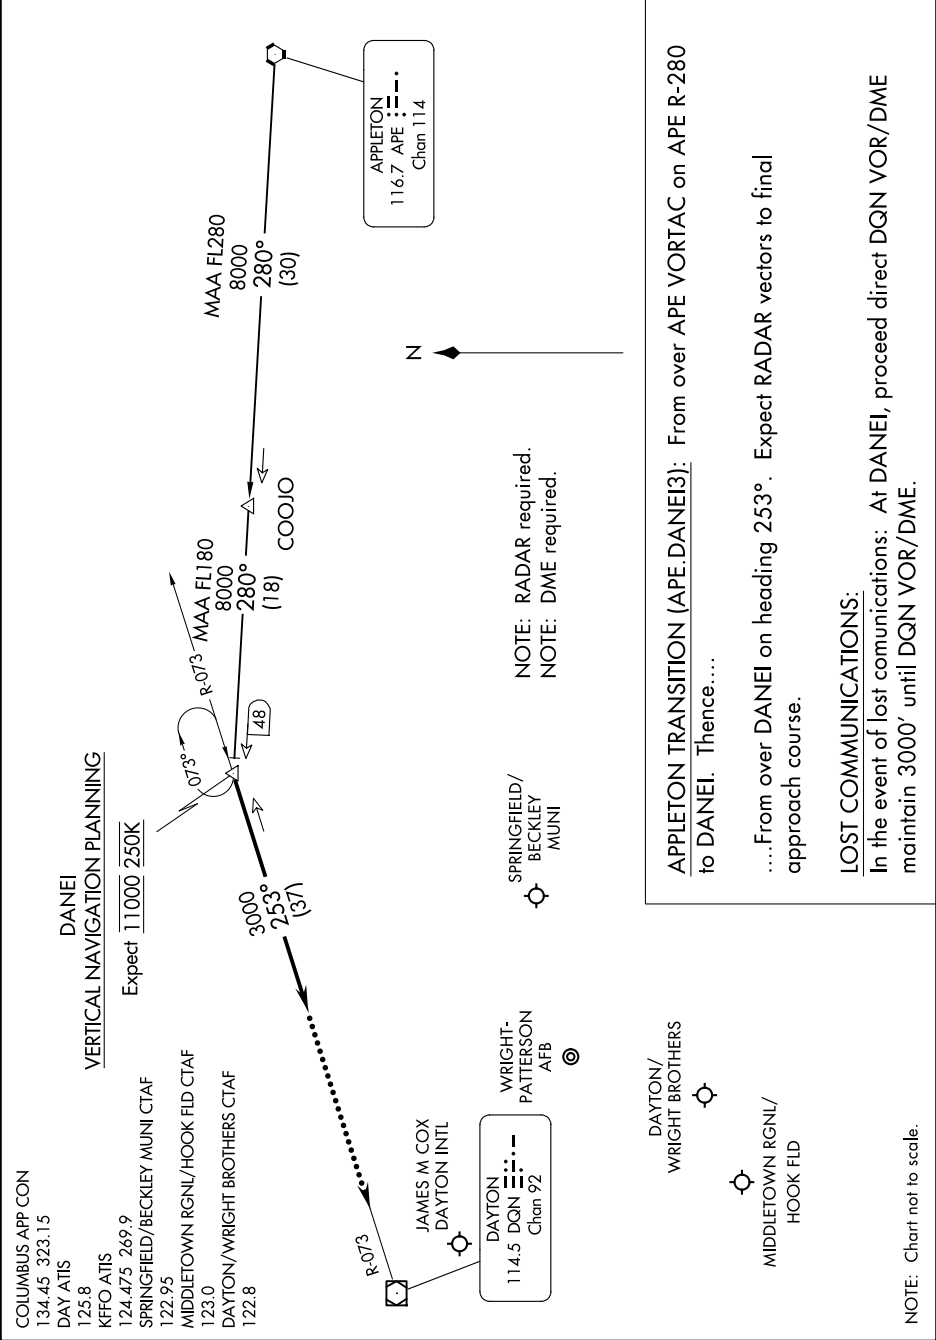 COLUMBUS APP CON
134.45 323.15
DAY ATIS
125.8
KFFO ATIS
124.475 269.9
SPRINGFIELD/BECKLEY MUNI CTAF
122.95
MIDDLETOWN RGNL/HOOK FLD CTAF
123.0
DAYTON/WRIGHT BROTHERS CTAF
122.8
DANEI
VERTICAL NAVIGATION PLANNING
Expect 11000 250K
073°
R-073
MAA FL180
8000
280°
(18)
48
COOJO
MAA FL280
8000
280°
(30)
APPLETON
116.7 APE
Chan 114
3000
253°
(37)
N
R-073
JAMES M COX
DAYTON INTL
DAYTON
114.5 DQN
Chan 92
WRIGHT-
PATTERSON
AFB
SPRINGFIELD/
BECKLEY
MUNI
NOTE: RADAR required.
NOTE: DME required.
DAYTON/
WRIGHT BROTHERS
MIDDLETOWN RGNL/
HOOK FLD
APPLETON TRANSITION (APE.DANEI3): From over APE VORTAC on APE R-280
to DANEI. Thence....
....From over DANEI on heading 253°. Expect RADAR vectors to final
approach course.
LOST COMMUNICATIONS:
In the event of lost comunications: At DANEI, proceed direct DQN VOR/DME
maintain 3000' until DQN VOR/DME.
NOTE: Chart not to scale.